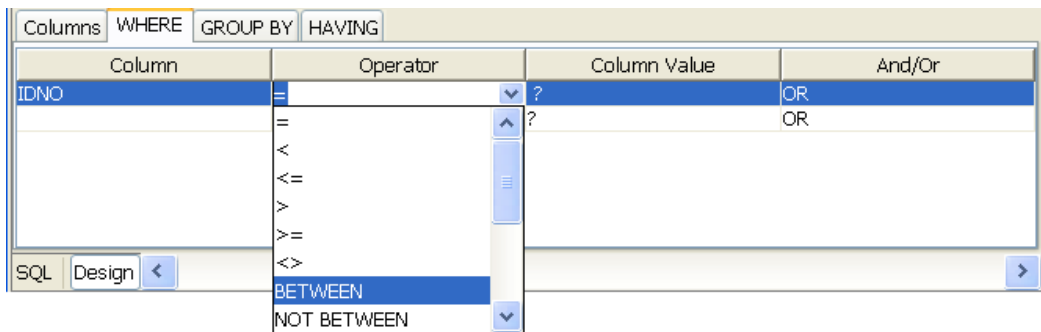 Columns WHERE GROUP BY HAVING
Column Operator Column Value And/Or
IDNO = ? OR
= ? OR
<
<=
>
>=
<>
SQL Design
BETWEEN
NOT BETWEEN